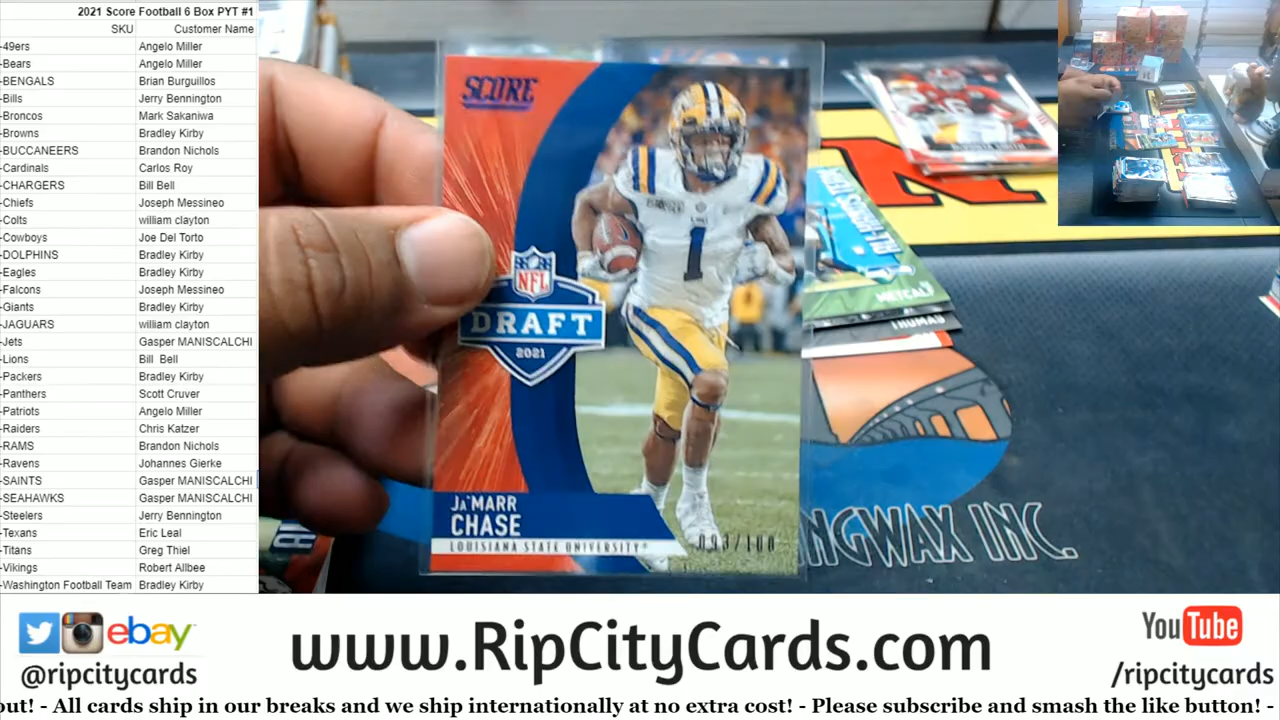 2021 Score Football 6 Box PYT #1
SKU Customer Name
-49ers Angelo Miller
-Bears Angelo Miller
-BENGALS Brian Burguillos
-Bills Jerry Bennington
-Broncos Mark Sakaniwa
-Browns Bradley Kirby
-BUCCANEERS Brandon Nichols
-Cardinals Carlos Roy
-CHARGERS Bill Bell
-Chiefs Joseph Messineo
-Colts william clayton
-Cowboys Joe Del Torto
-DOLPHINS Bradley Kirby
-Eagles Bradley Kirby
-Falcons Joseph Messineo
-Giants Bradley Kirby
-JAGUARS william clayton
-Jets Gasper MANISCALCHI
-Lions Bill Bell
-Packers Bradley Kirby
-Panthers Scott Cruver
-Patriots Angelo Miller
-Raiders Chris Katzer
-RAMS Brandon Nichols
-Ravens Johannes Gierke
-SAINTS Gasper MANISCALCHI
-SEAHAWKS Gasper MANISCALCHI
-Steelers Jerry Bennington
-Texans Eric Leal
-Titans Greg Thiel
-Vikings Robert Allbee
-Washington Football Team Bradley Kirby
SCORE
1
NFL
DRAFT
2021
JA'MARR
CHASE
LOUISIANA STATE UNIVERSITY®
093/100
METCALF
THOMAS
NGWAX INC.
ebay
@ripcitycards
www.RipCityCards.com
YouTube
/ripcitycards
out! - All cards ship in our breaks and we ship internationally at no extra cost! - Please subscribe and smash the like button! -